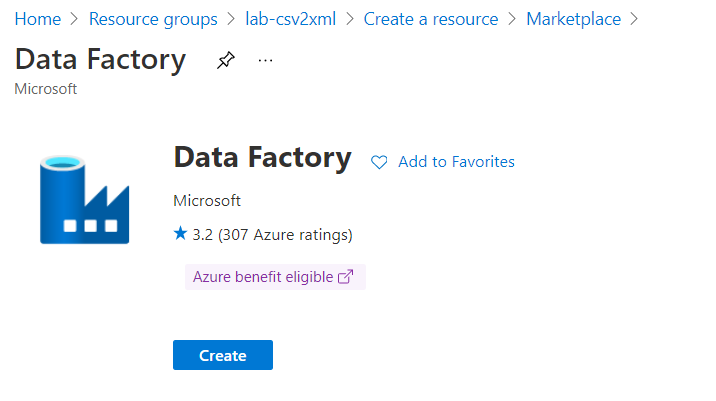 Home > Resource groups > lab-csv2xml > Create a resource > Marketplace >
Data Factory ...
Microsoft
Data Factory Add to Favorites
Microsoft
★ 3.2 (307 Azure ratings)
Azure benefit eligible
Create